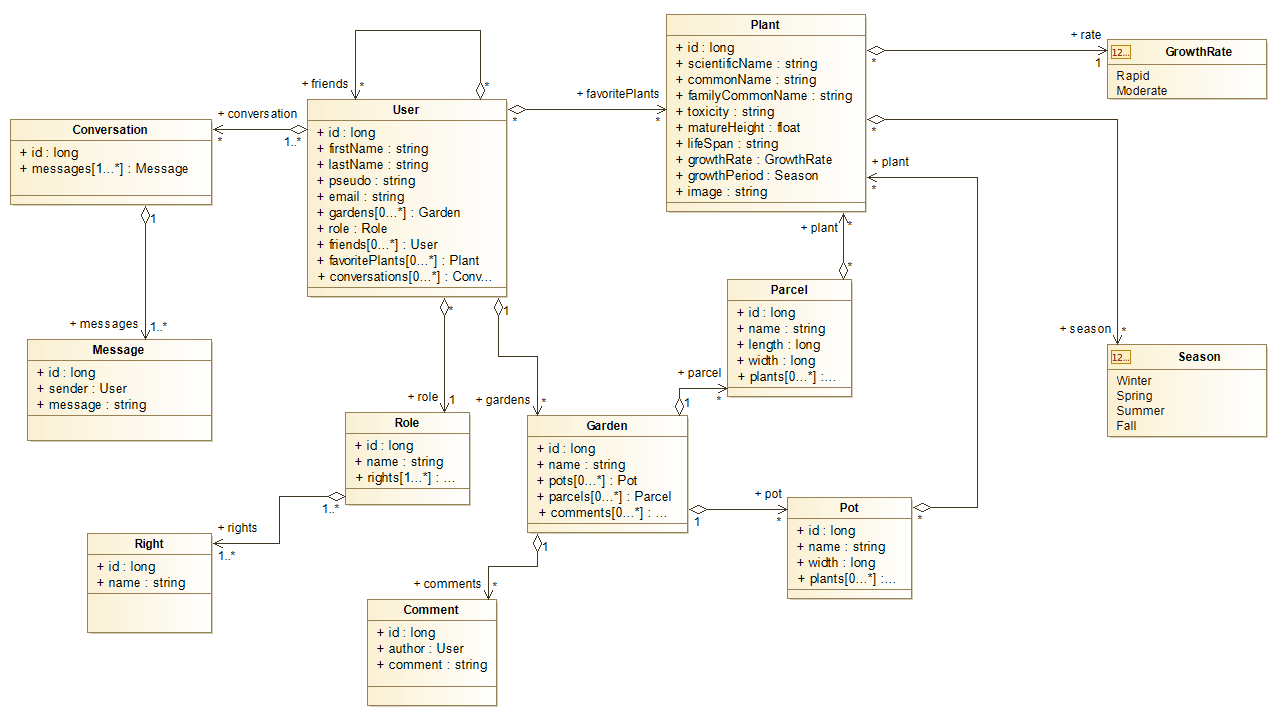 Plant
+ id : long
+ scientificName : string
+ commonName : string
+ familyCommonName : string
+ toxicity : string
+ matureHeight : float
+ lifeSpan : string
+ growthRate : GrowthRate
+ growthPeriod : Season
+ image : string
+ rate
*
1
12...
GrowthRate
Rapid
Moderate
+ friends
*
*
+ conversation
*
1..*
+ favoritePlants
*
*
Conversation
+ id : long
+ messages[1...*] : Message
User
+ id : long
+ firstName : string
+ lastName : string
+ pseudo : string
+ email : string
+ gardens[0...*] : Garden
+ role : Role
+ friends[0...*] : User
+ favoritePlants[0...*] : Plant
+ conversations[0...*] : Conv...
*
+ plant
*
1
+ plant
*
*
+ messages
1..*
Message
+ id : long
+ sender : User
+ message : string
*
1
Parcel
+ id : long
+ name : string
+ length : long
+ width : long
+ plants[0...*] :...
+ season
*
12...
Season
Winter
Spring
Summer
Fall
+ role
1
+ gardens
*
+ parcel
*
1
Role
+ id : long
+ name : string
+ rights[1...*] : ...
1..*
Garden
+ id : long
+ name : string
+ pots[0...*] : Pot
+ parcels[0...*] : Parcel
+ comments[0...*] : ...
+ pot
1
*
Pot
+ id : long
+ name : string
+ width : long
+ plants[0...*] :...
*
+ rights
1..*
Right
+ id : long
+ name : string
1
+ comments
*
Comment
+ id : long
+ author : User
+ comment : string